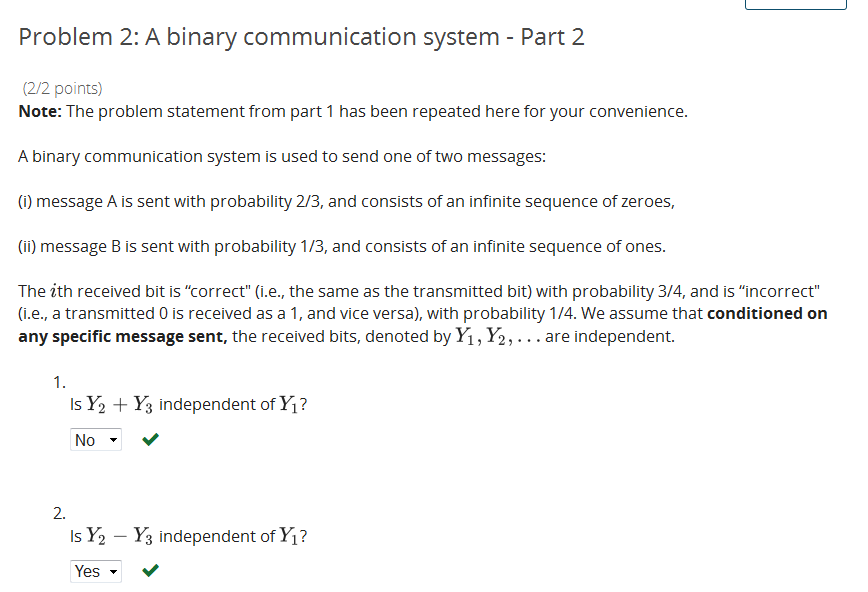 Problem 2: A binary communication system - Part 2
(2/2 points)
Note: The problem statement from part 1 has been repeated here for your convenience.
A binary communication system is used to send one of two messages:
(i) message A is sent with probability 2/3, and consists of an infinite sequence of zeroes,
(ii) message B is sent with probability 1/3, and consists of an infinite sequence of ones.
The ith received bit is “correct" (i.e., the same as the transmitted bit) with probability 3/4, and is “incorrect"
(i.e., a transmitted 0 is received as a 1, and vice versa), with probability 1/4. We assume that conditioned on
any specific message sent, the received bits, denoted by Y₁, Y₂, . . . are independent.
1.
Is Y₂ + Y₃ independent of Y₁?
No
2.
Is Y₂ − Y₃ independent of Y₁?
Yes